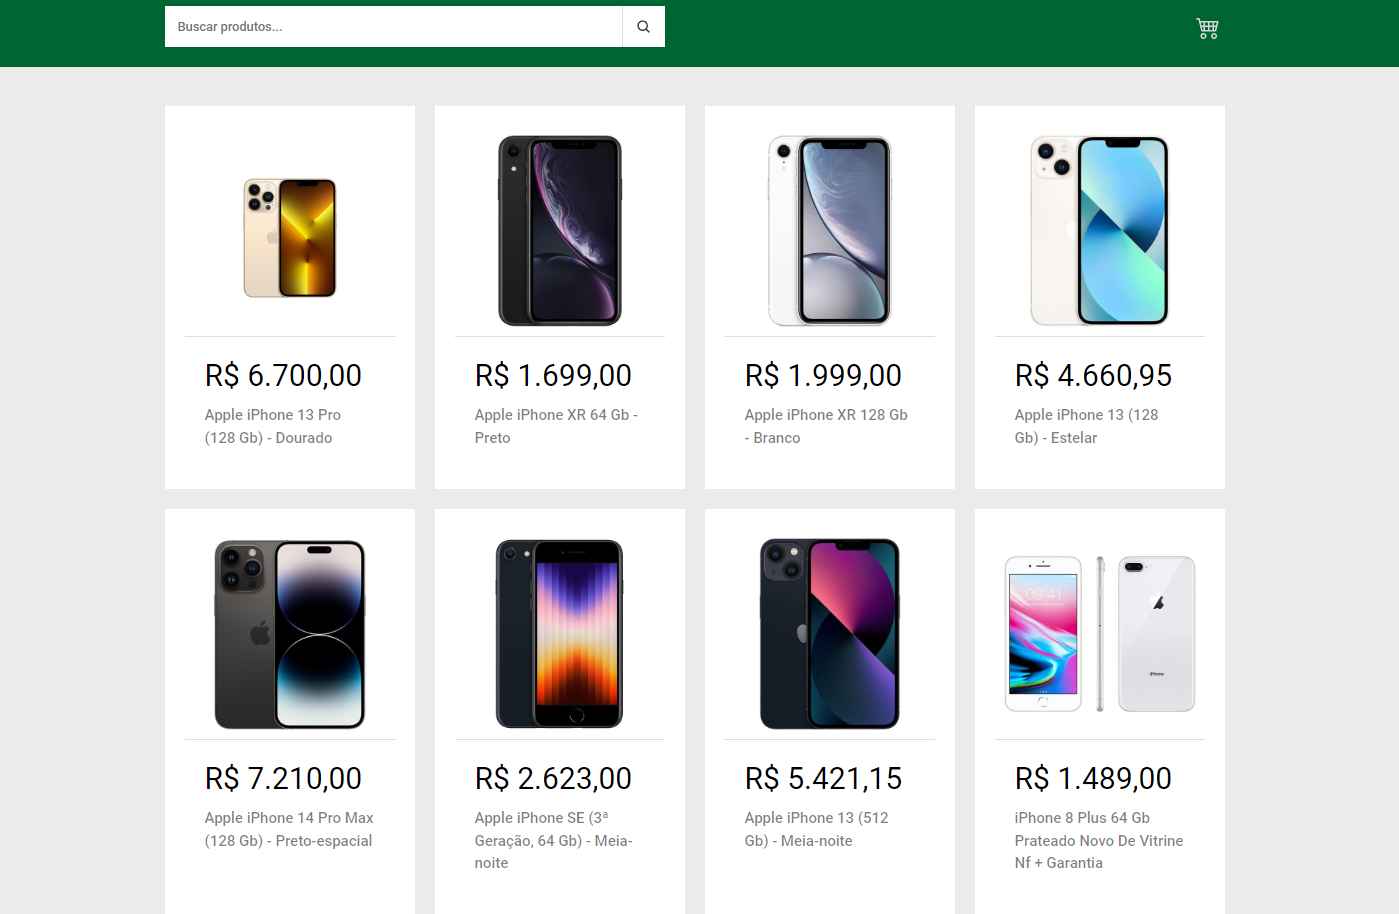 Buscar produtos...
R$ 6.700,00
Apple iPhone 13 Pro
(128 Gb) - Dourado
R$ 1.699,00
Apple iPhone XR 64 Gb -
Preto
R$ 1.999,00
Apple iPhone XR 128 Gb
- Branco
R$ 4.660,95
Apple iPhone 13 (128
Gb) - Estelar
09:41
iPhone
R$ 7.210,00
Apple iPhone 14 Pro Max
(128 Gb) - Preto-espacial
R$ 2.623,00
Apple iPhone SE (3ª
Geração, 64 Gb) - Meia-
noite
R$ 5.421,15
Apple iPhone 13 (512
Gb) - Meia-noite
R$ 1.489,00
iPhone 8 Plus 64 Gb
Prateado Novo De Vitrine
Nf + Garantia